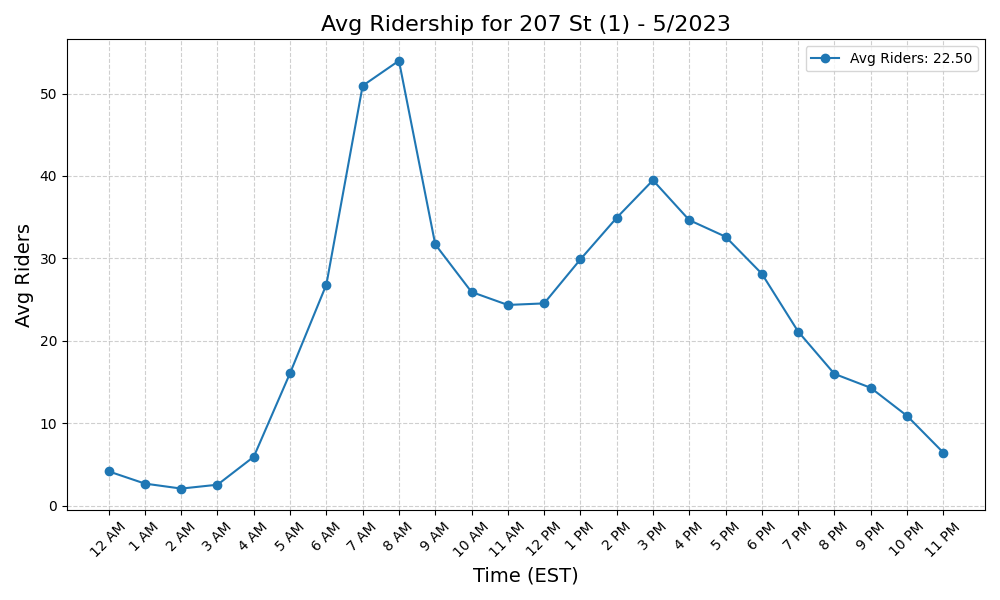 Avg Ridership for 207 St (1) - 5/2023
Avg Riders: 22.50
Avg Riders
50
40
30
20
10
0
12 AM
1 AM
2 AM
3 AM
4 AM
5 AM
6 AM
7 AM
8 AM
9 AM
10 AM
11 AM
12 PM
1 PM
2 PM
3 PM
4 PM
5 PM
6 PM
7 PM
8 PM
9 PM
10 PM
11 PM
Time (EST)